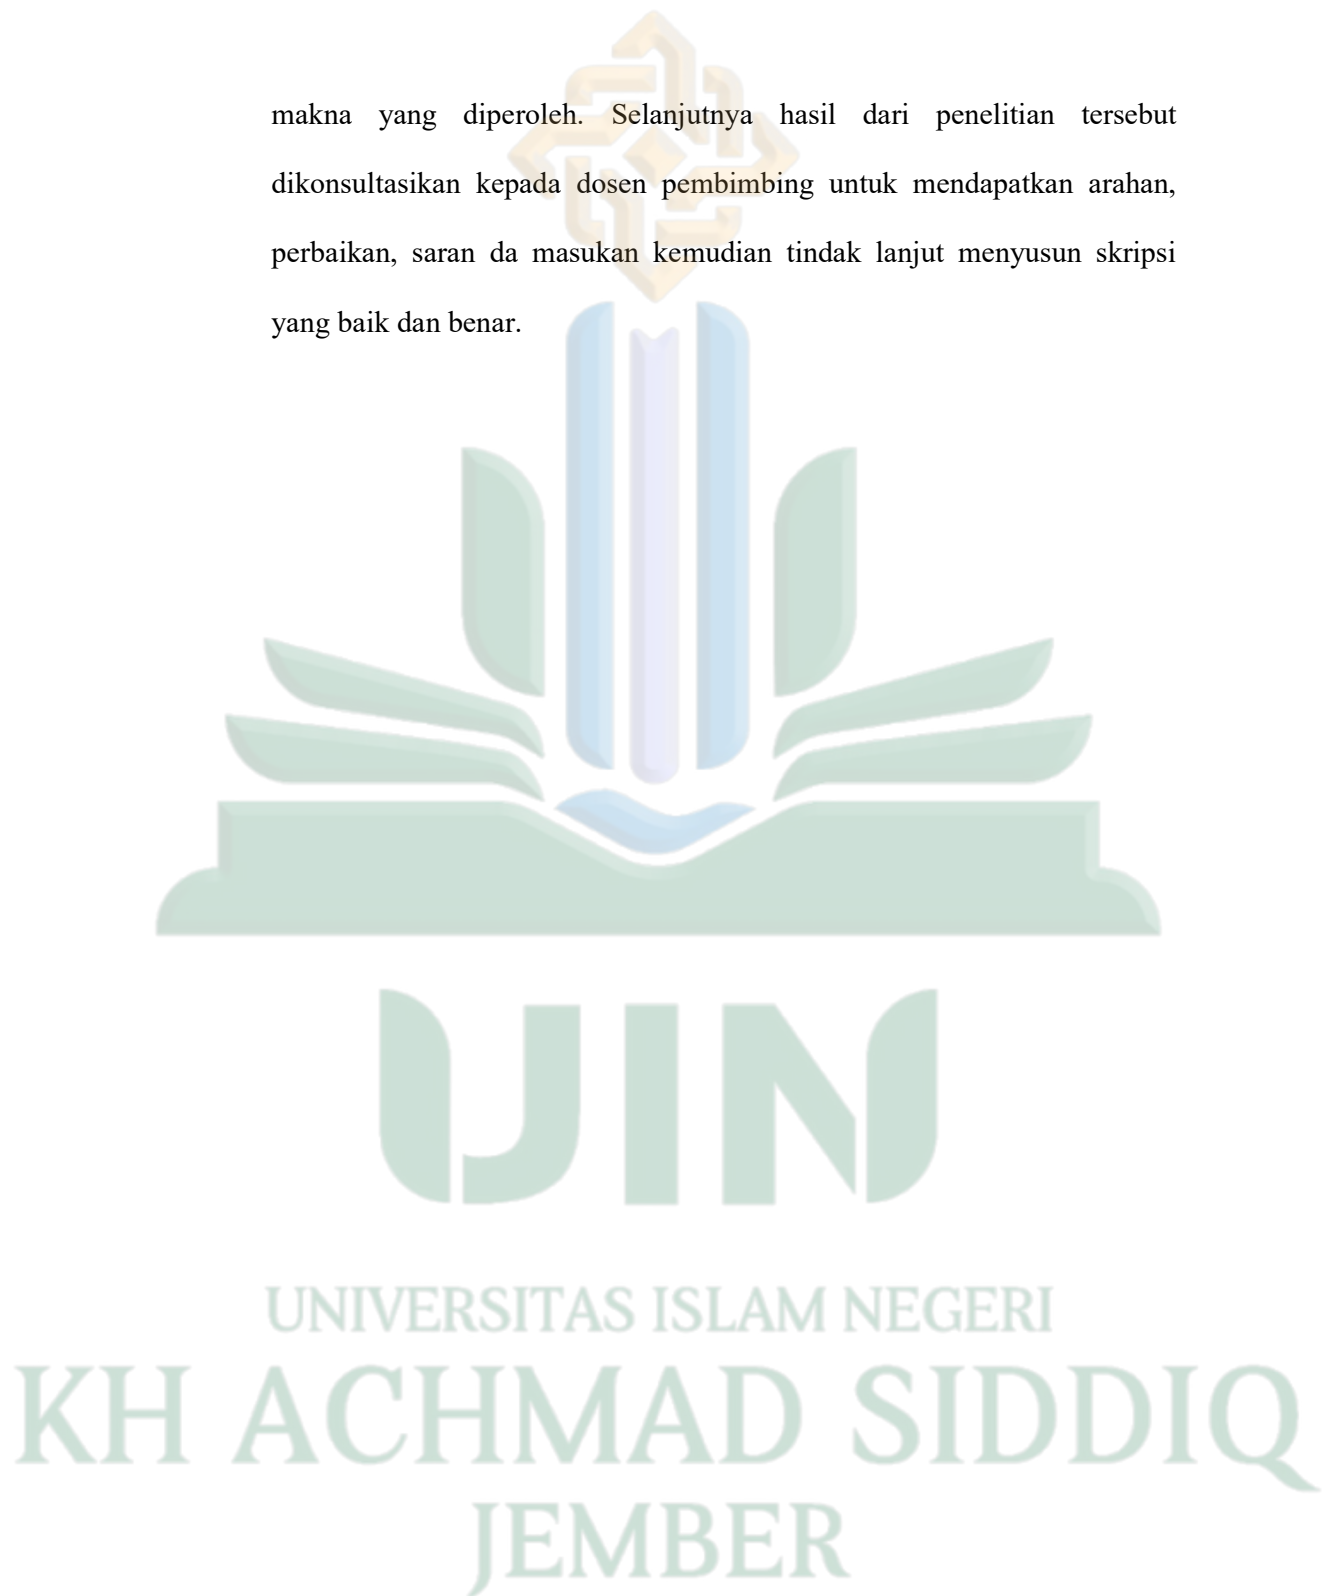 makna yang diperoleh. Selanjutnya hasil dari penelitian tersebut
dikonsultasikan kepada dosen pembimbing untuk mendapatkan arahan,
perbaikan, saran da masukan kemudian tindak lanjut menyusun skripsi
yang baik dan benar.
UIN
UNIVERSITAS ISLAM NEGERI
KH ACHMAD SIDDIQ
JEMBER